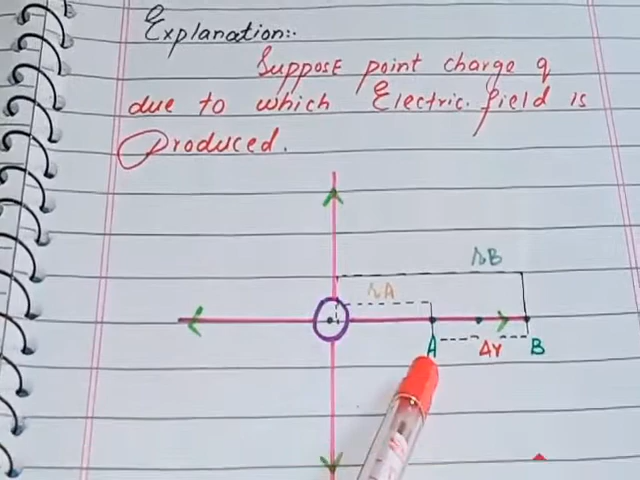 Explanation:.
Suppose point charge q
due to which Electric. field is
Produced.
rB
rA
A Δr B